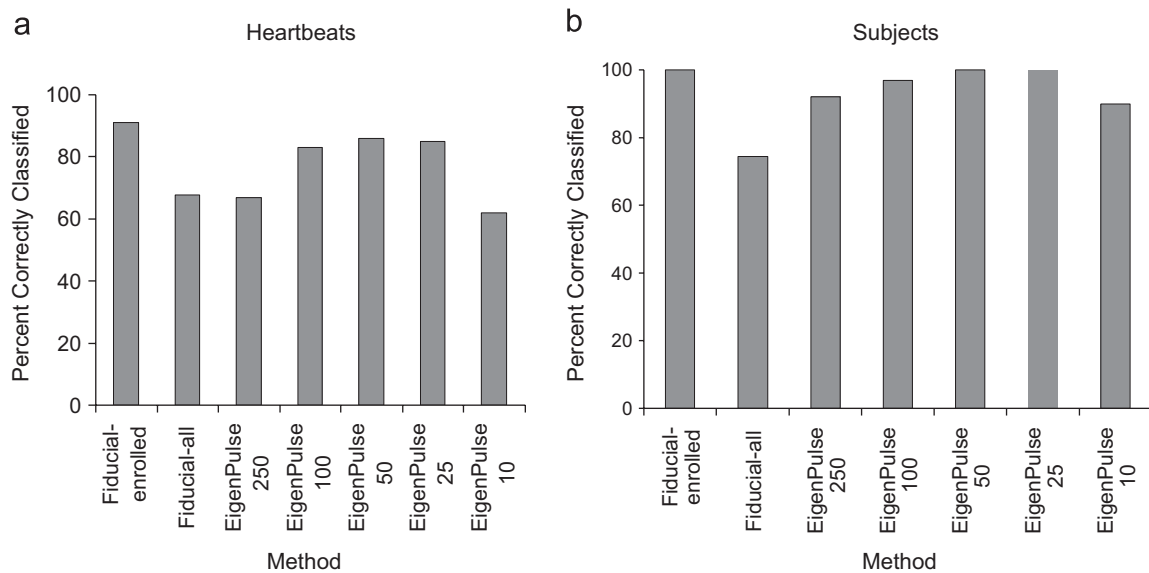 a
Heartbeats
Percent Correctly Classified
100
80
60
40
20
0
Fiducial-
enrolled
Fiducial-all
EigenPulse
250
EigenPulse
100
EigenPulse
50
EigenPulse
25
EigenPulse
10
Method
b
Subjects
Percent Correctly Classified
100
80
60
40
20
0
Fiducial-
enrolled
Fiducial-all
EigenPulse
250
EigenPulse
100
EigenPulse
50
EigenPulse
25
EigenPulse
10
Method